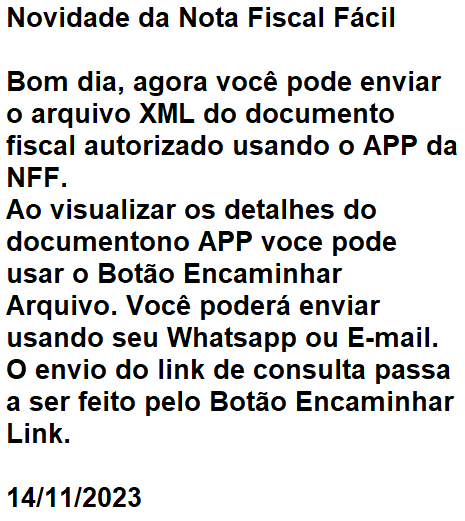 Novidade da Nota Fiscal Fácil
Bom dia, agora você pode enviar
o arquivo XML do documento
fiscal autorizado usando o APP da
NFF.
Ao visualizar os detalhes do
documentono APP voce pode
usar o Botão Encaminhar
Arquivo. Você poderá enviar
usando seu Whatsapp ou E-mail.
O envio do link de consulta passa
a ser feito pelo Botão Encaminhar
Link.
14/11/2023